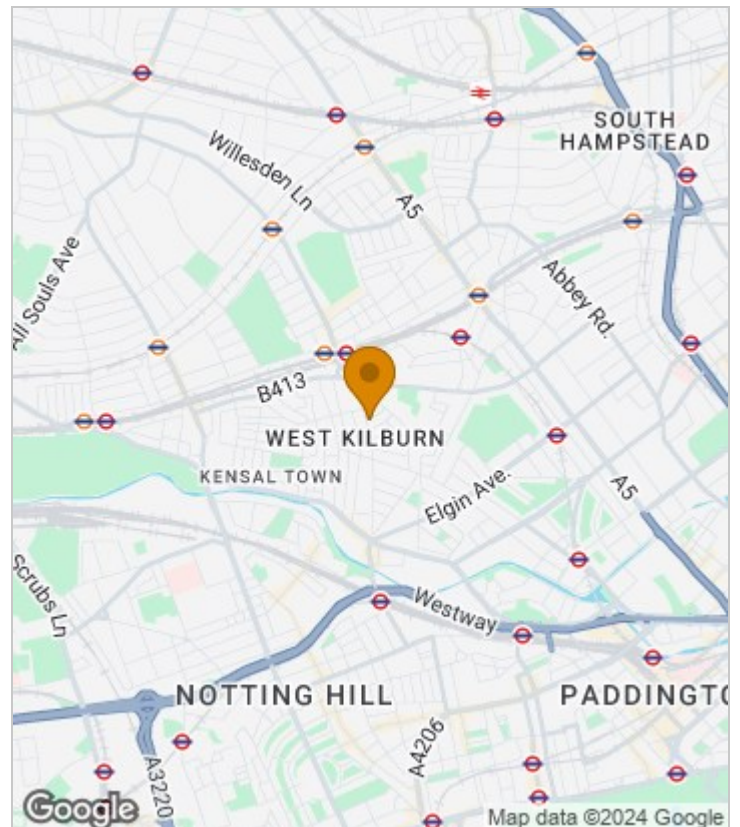 SOUTH
HAMPSTEAD
Willesden Ln
A5
All Souls Ave
Abbey Rd.
B413
WEST KILBURN
KENSAL TOWN
Elgin Ave.
A5
Scrubs Ln
Westway
NOTTING HILL
PADDINGTO
A4206
A3220
Google
Map data ©2024 Google